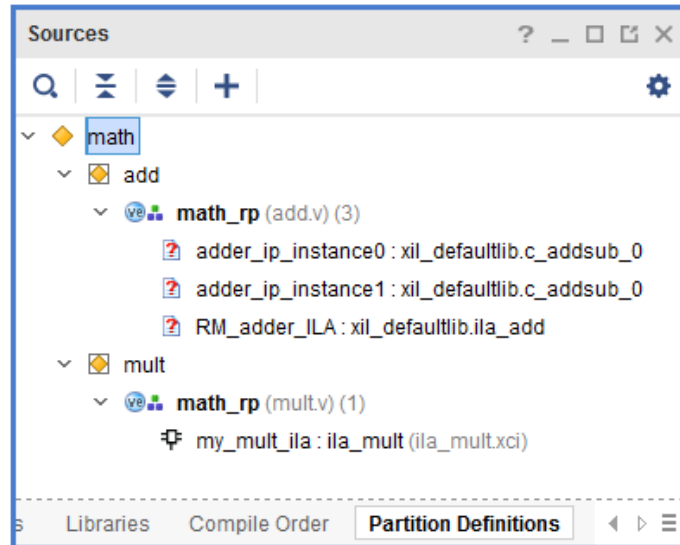 Sources
math
add
math_rp (add.v) (3)
adder_ip_instance0 : xil_defaultlib.c_addsub_0
adder_ip_instance1 : xil_defaultlib.c_addsub_0
RM_adder_ILA : xil_defaultlib.ila_add
mult
math_rp (mult.v) (1)
my_mult_ila : ila_mult (ila_mult.xci)
s Libraries Compile Order Partition Definitions